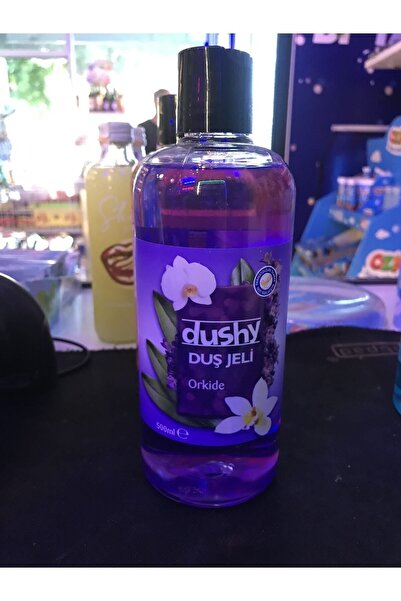 dushy
DUŞ JELİ
Orkide
500ml e